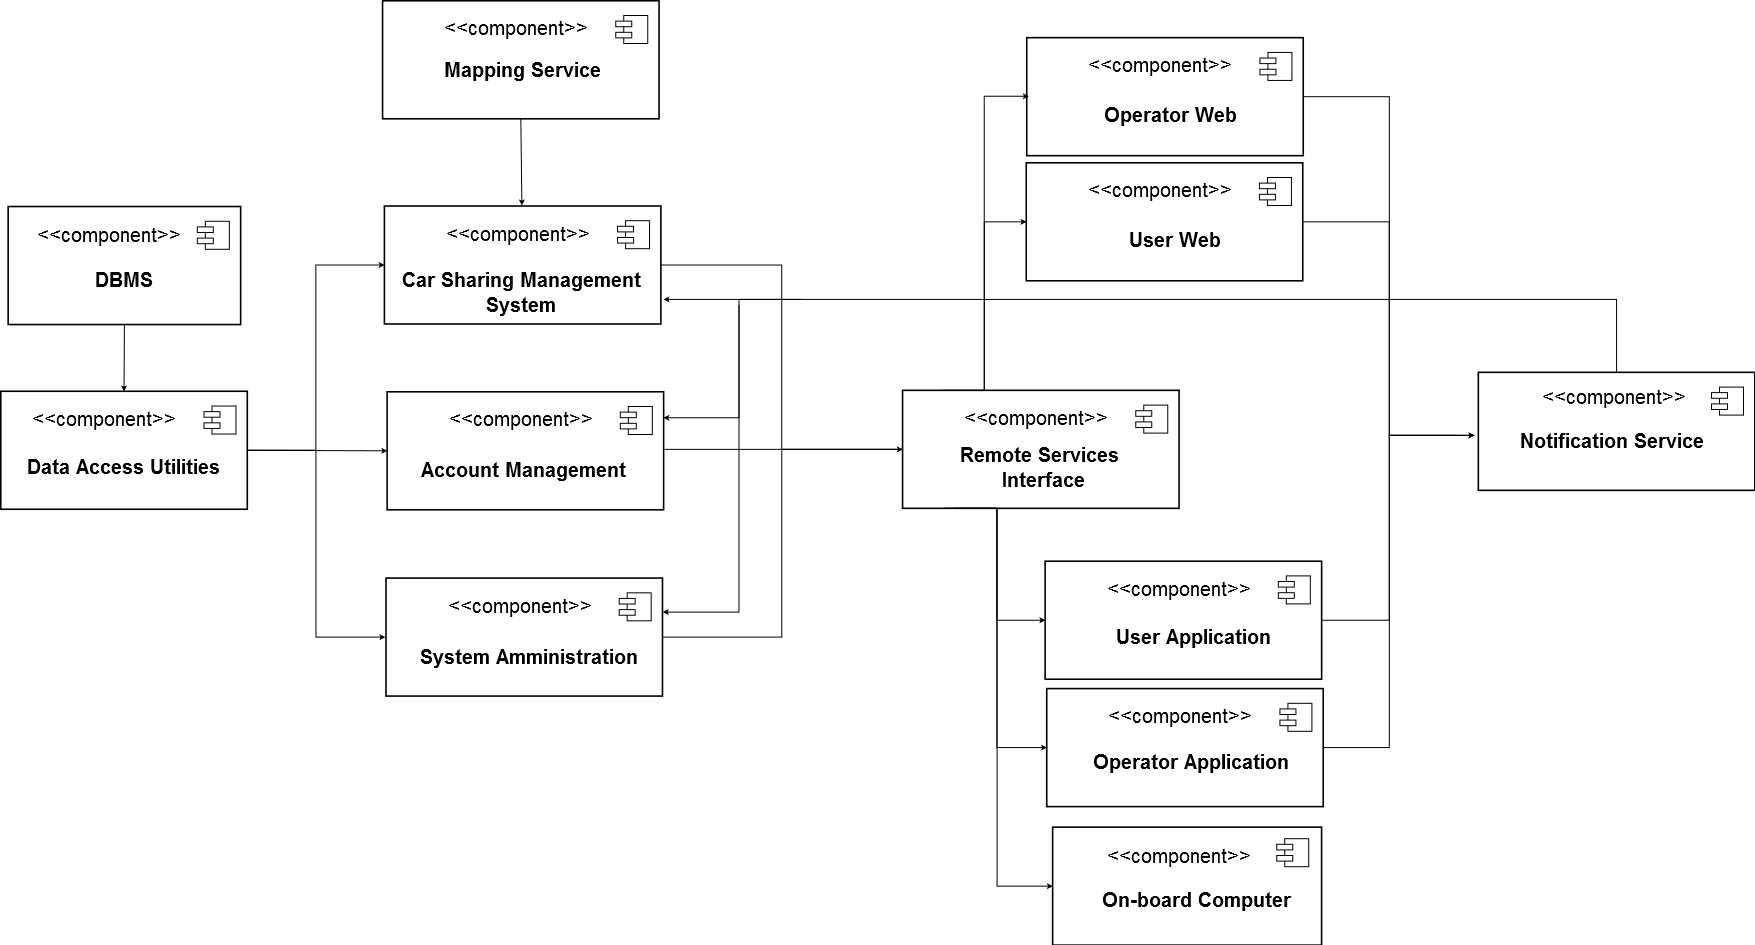 <<component>>
Mapping Service
<<component>>
Operator Web
<<component>>
User Web
<<component>>
DBMS
<<component>>
Car Sharing Management
System
<<component>>
Data Access Utilities
<<component>>
Account Management
<<component>>
Remote Services
Interface
<<component>>
Notification Service
<<component>>
System Amministration
<<component>>
User Application
<<component>>
Operator Application
<<component>>
On-board Computer